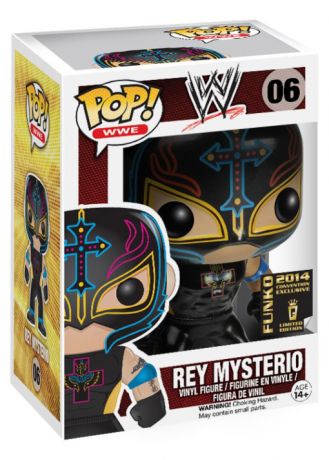 POP!
WWE
W
06
POP!
WWE
FUNKO
2014
CONVENTION
EXCLUSIVE
LIMITED
EDITION
REY MYSTERIO
06
REY MYSTERIO
VINYL FIGURE / FIGURINE EN VINYLE /
FIGURA DE VINIL
WARNING: Choking Hazard.
May contain small parts.
AGE
14+